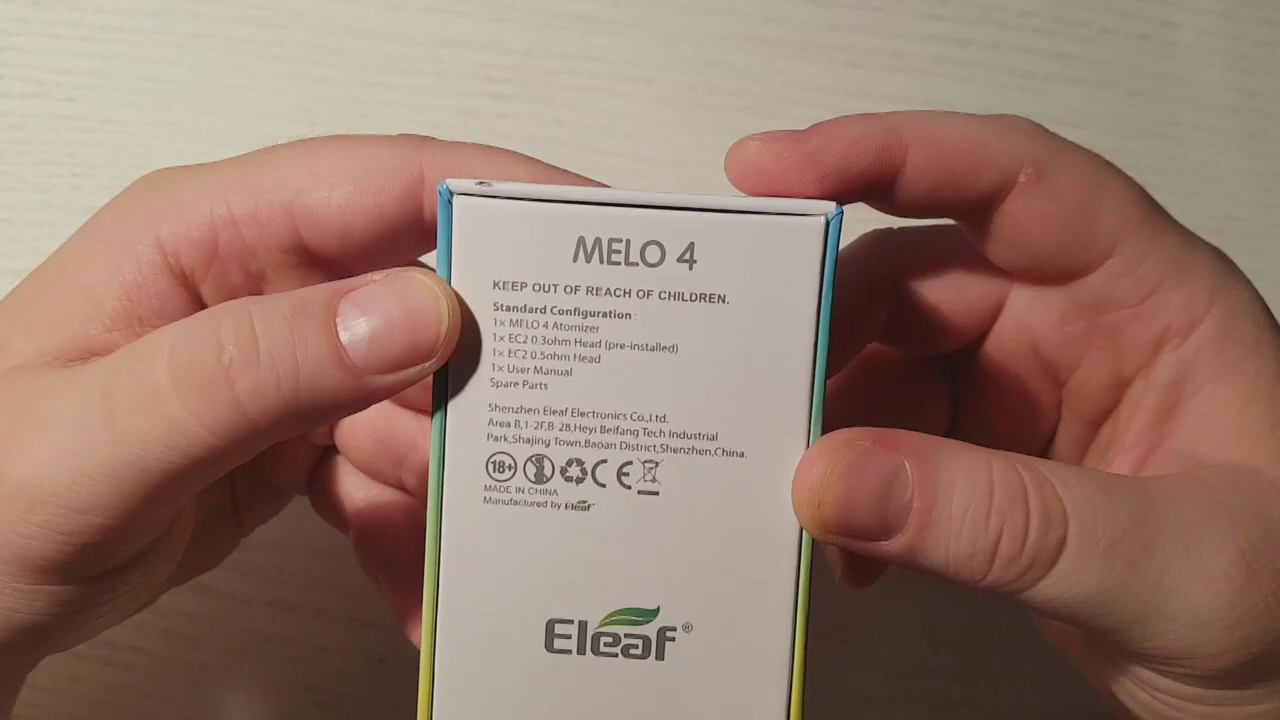 MELO 4
KEEP OUT OF REACH OF CHILDREN.
Standard Configuration:
1× MELO 4 Atomizer
1× EC2 0.3ohm Head (pre-installed)
1× EC2 0.5ohm Head
1× User Manual
Spare Parts
Shenzhen Eleaf Electronics Co.,Ltd.
Area B,1-2F,B-28,Heyi Beifang Tech Industrial
Park,Shajing Town,Baoan District,Shenzhen,China.
18+ CE
MADE IN CHINA
Manufactured by Eleaf
Eleaf®